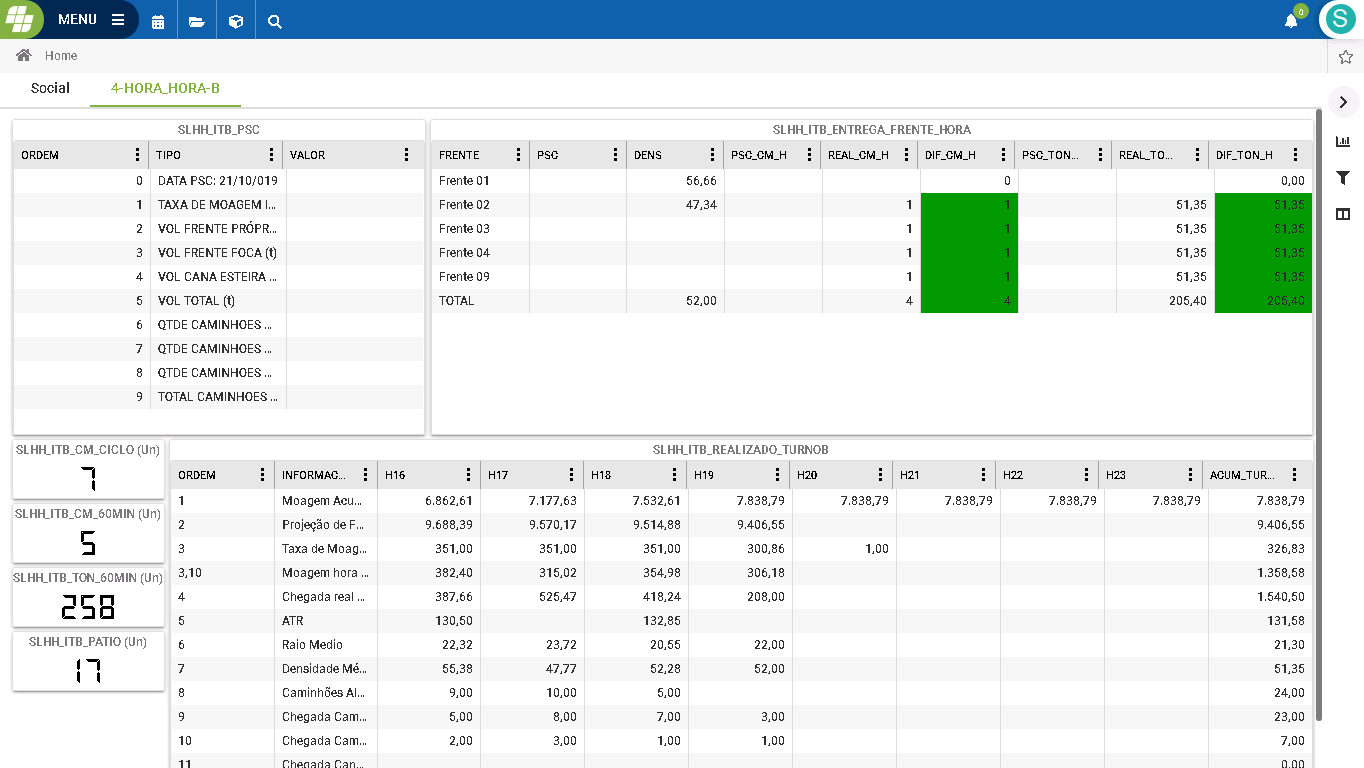 MENU
0
S
Home
Social 4-HORA_HORA-B
SLHH_ITB_PSC
ORDEM TIPO VALOR
0 DATA PSC: 21/10/019
1 TAXA DE MOAGEM I...
2 VOL FRENTE PRÓPR...
3 VOL FRENTE FOCA (t)
4 VOL CANA ESTEIRA ...
5 VOL TOTAL (t)
6 QTDE CAMINHOES ...
7 QTDE CAMINHOES ...
8 QTDE CAMINHOES ...
9 TOTAL CAMINHOES ...
SLHH_ITB_ENTREGA_FRENTE_HORA
FRENTE PSC DENS PSC_CM_H REAL_CM_H DIF_CM_H PSC_TON... REAL_TO... DIF_TON_H
Frente 01 56,66 0 0,00
Frente 02 47,34 1 1 51,35 51,35
Frente 03 1 1 51,35 51,35
Frente 04 1 1 51,35 51,35
Frente 09 1 1 51,35 51,35
TOTAL 52,00 4 4 205,40 205,40
SLHH_ITB_CM_CICLO (Un)
7
SLHH_ITB_CM_60MIN (Un)
5
SLHH_ITB_TON_60MIN (Un)
258
SLHH_ITB_PATIO (Un)
17
SLHH_ITB_REALIZADO_TURNOB
ORDEM INFORMAC... H16 H17 H18 H19 H20 H21 H22 H23 ACUM_TUR...
1 Moagem Acu... 6.862,61 7.177,63 7.532,61 7.838,79 7.838,79 7.838,79 7.838,79 7.838,79 7.838,79
2 Projeção de F... 9.688,39 9.570,17 9.514,88 9.406,55 9.406,55
3 Taxa de Moag... 351,00 351,00 351,00 300,86 1,00 326,83
3,10 Moagem hora ... 382,40 315,02 354,98 306,18 1.358,58
4 Chegada real ... 387,66 525,47 418,24 208,00 1.540,50
5 ATR 130,50 132,85 131,58
6 Raio Medio 22,32 23,72 20,55 22,00 21,30
7 Densidade Mé... 55,38 47,77 52,28 52,00 51,35
8 Caminhões Al... 9,00 10,00 5,00 24,00
9 Chegada Cam... 5,00 8,00 7,00 3,00 23,00
10 Chegada Cam... 2,00 3,00 1,00 1,00 7,00
11 Chegada Can... 0,00